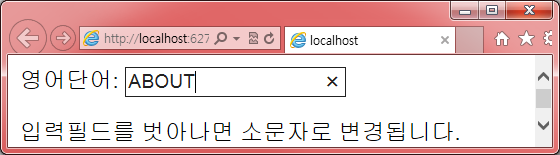 http://localhost:627
localhost
영어단어: ABOUT
입력필드를 벗아나면 소문자로 변경됩니다.